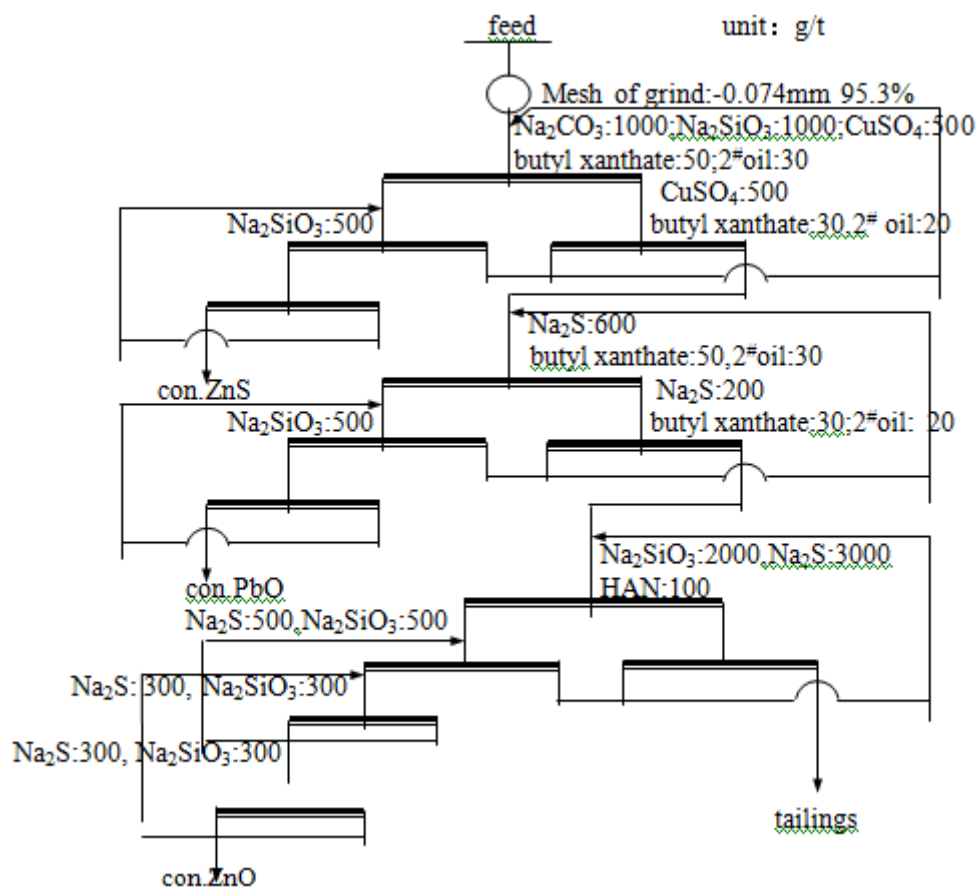 feed
unit: g/t
Mesh of grind:-0.074mm 95.3%
Na₂CO₃:1000;Na₂SiO₃:1000;CuSO₄:500
butyl xanthate:50;2#oil:30
CuSO₄:500
Na₂SiO₃:500
butyl xanthate:30,2# oil:20
Na₂S:600
butyl xanthate:50,2#oil:30
con.ZnS
Na₂S:200
Na₂SiO₃:500
butyl xanthate:30;2#oil: 20
Na₂SiO₃:2000,Na₂S:3000
con.PbO
HAN:100
Na₂S:500,Na₂SiO₃:500
Na₂S: 300, Na₂SiO₃:300
Na₂S:300, Na₂SiO₃:300
tailings
con.ZnO